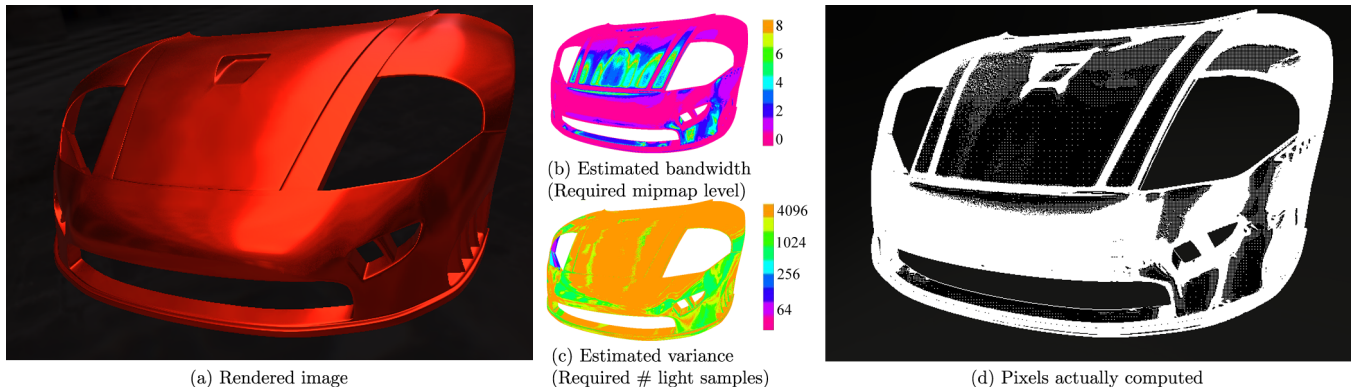 8
6
4
2
0
(b) Estimated bandwidth
(Required mipmap level)
4096
1024
256
64
(c) Estimated variance
(Required # light samples)
(a) Rendered image
(d) Pixels actually computed